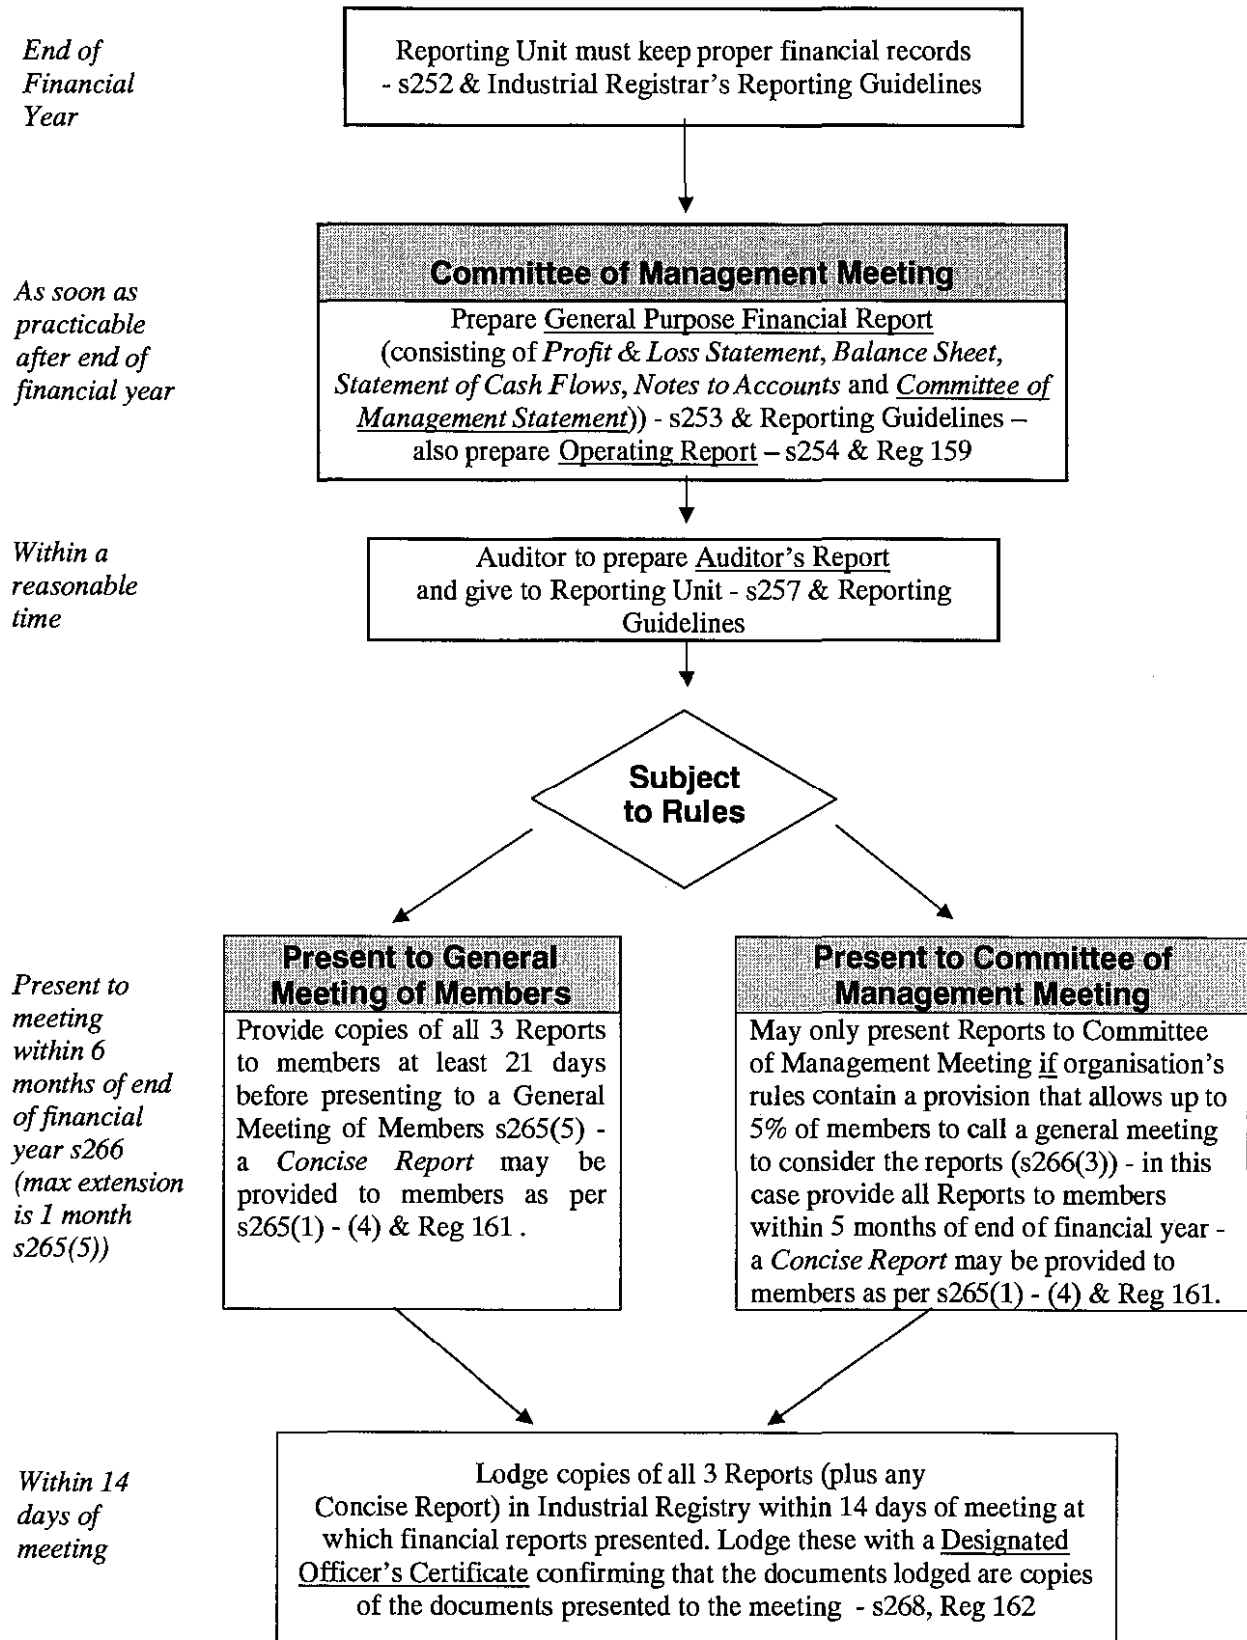 End of
Financial
Year
Reporting Unit must keep proper financial records
- s252 & Industrial Registrar's Reporting Guidelines
As soon as
practicable
after end of
financial year
Committee of Management Meeting
Prepare General Purpose Financial Report
(consisting of Profit & Loss Statement, Balance Sheet,
Statement of Cash Flows, Notes to Accounts and Committee of
Management Statement)) - s253 & Reporting Guidelines –
also prepare Operating Report – s254 & Reg 159
Within a
reasonable
time
Auditor to prepare Auditor's Report
and give to Reporting Unit - s257 & Reporting
Guidelines
Subject
to Rules
Present to
meeting
within 6
months of end
of financial
year s266
(max extension
is 1 month
s265(5))
Present to General
Meeting of Members
Provide copies of all 3 Reports
to members at least 21 days
before presenting to a General
Meeting of Members s265(5) -
a Concise Report may be
provided to members as per
s265(1) - (4) & Reg 161 .
Present to Committee of
Management Meeting
May only present Reports to Committee
of Management Meeting if organisation's
rules contain a provision that allows up to
5% of members to call a general meeting
to consider the reports (s266(3)) - in this
case provide all Reports to members
within 5 months of end of financial year -
a Concise Report may be provided to
members as per s265(1) - (4) & Reg 161.
Within 14
days of
meeting
Lodge copies of all 3 Reports (plus any
Concise Report) in Industrial Registry within 14 days of meeting at
which financial reports presented. Lodge these with a Designated
Officer's Certificate confirming that the documents lodged are copies
of the documents presented to the meeting - s268, Reg 162